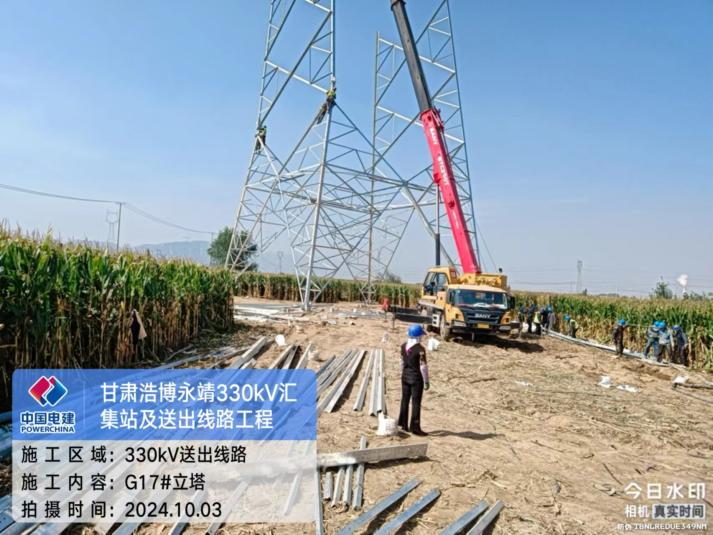 SANY
中国电建
POWERCHINA
甘肃浩博永靖330kV汇
集站及送出线路工程
施工区域：330kV送出线路
施工内容：G17#立塔
拍摄时间：2024.10.03
今日水印
相机 真实时间
防伪 TBNLREDUE349NM